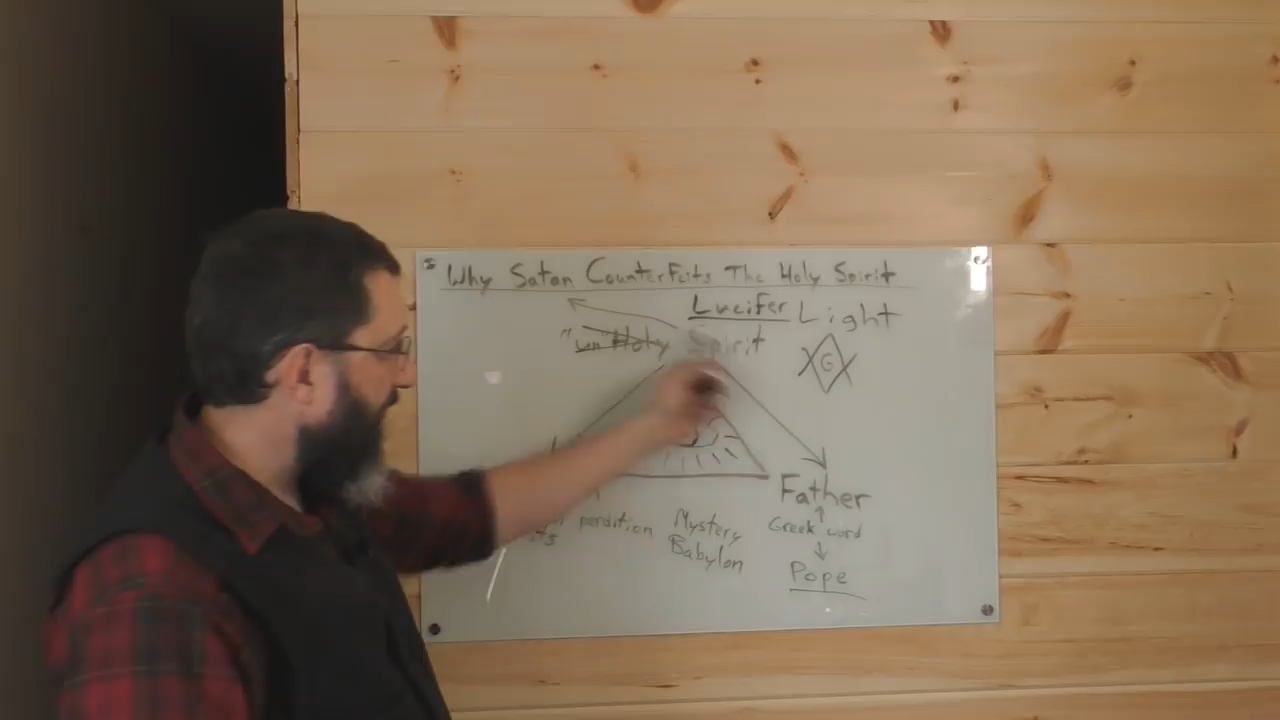 Why Satan Counterfeits The Holy Spirit
Lucifer Light
"un" Holy Spirit
G
Father
perdition Mystery Greek word
Babylon
Pope